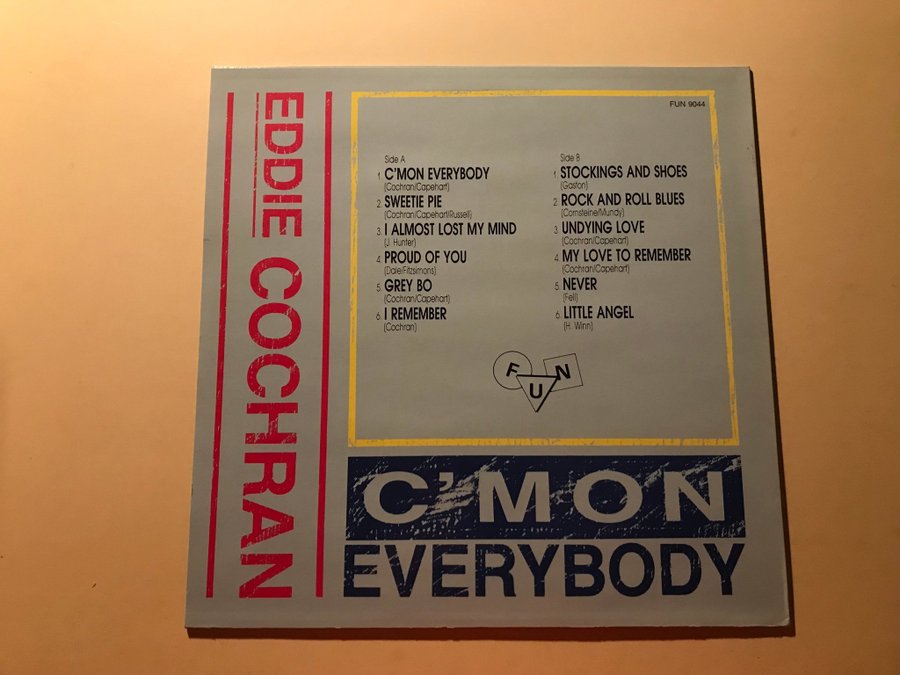 EDDIE COCHRAN
FUN 9044
Side A
1. C'MON EVERYBODY
(Cochran/Capehart)
2. SWEETIE PIE
(Cochran/Capehart/Russell)
3. I ALMOST LOST MY MIND
(J. Hunter)
4. PROUD OF YOU
(Dale/Fitzsimons)
5. GREY BO
(Cochran/Capehart)
6. I REMEMBER
(Cochran)
Side B
1. STOCKINGS AND SHOES
(Gaston)
2. ROCK AND ROLL BLUES
(Cornsteine/Mundy)
3. UNDYING LOVE
(Cochran/Capehart)
4. MY LOVE TO REMEMBER
(Cochran/Capehart)
5. NEVER
(Fell)
6. LITTLE ANGEL
(H. Winn)
FUN
C'MON
EVERYBODY